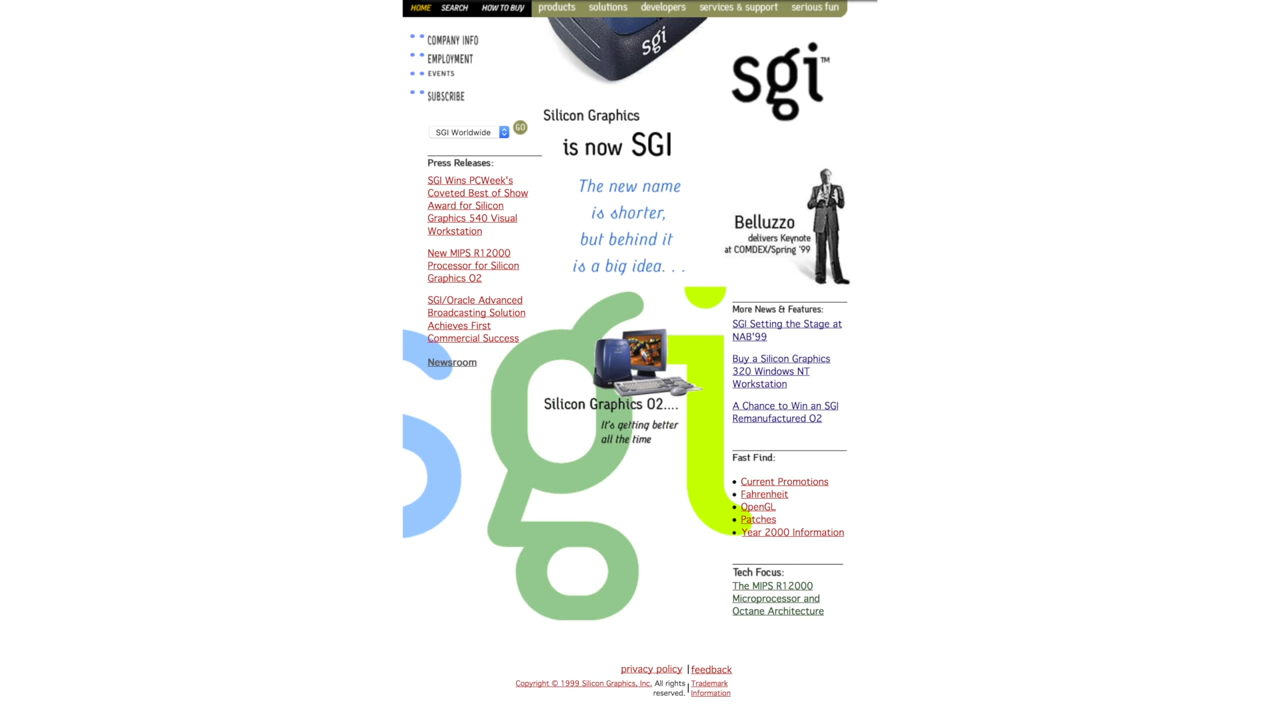 HOME SEARCH HOW TO BUY products solutions developers services & support serious fun
COMPANY INFO
EMPLOYMENT
EVENTS
SUBSCRIBE
SGI Worldwide GO
Press Releases:
SGI Wins PCWeek's
Coveted Best of Show
Award for Silicon
Graphics 540 Visual
Workstation
New MIPS R12000
Processor for Silicon
Graphics O2
SGI/Oracle Advanced
Broadcasting Solution
Achieves First
Commercial Success
Newsroom
sgi
Silicon Graphics
is now SGI
The new name
is shorter,
but behind it
is a big idea. . .
sgi
Silicon Graphics O2....
It's getting better
all the time
sgi™
Belluzzo
delivers Keynote
at COMDEX/Spring '99
More News & Features:
SGI Setting the Stage at
NAB'99
Buy a Silicon Graphics
320 Windows NT
Workstation
A Chance to Win an SGI
Remanufactured O2
Fast Find:
Current Promotions
Fahrenheit
OpenGL
Patches
Year 2000 Information
Tech Focus:
The MIPS R12000
Microprocessor and
Octane Architecture
privacy policy | feedback
Copyright © 1999 Silicon Graphics, Inc. All rights | Trademark
reserved. Information